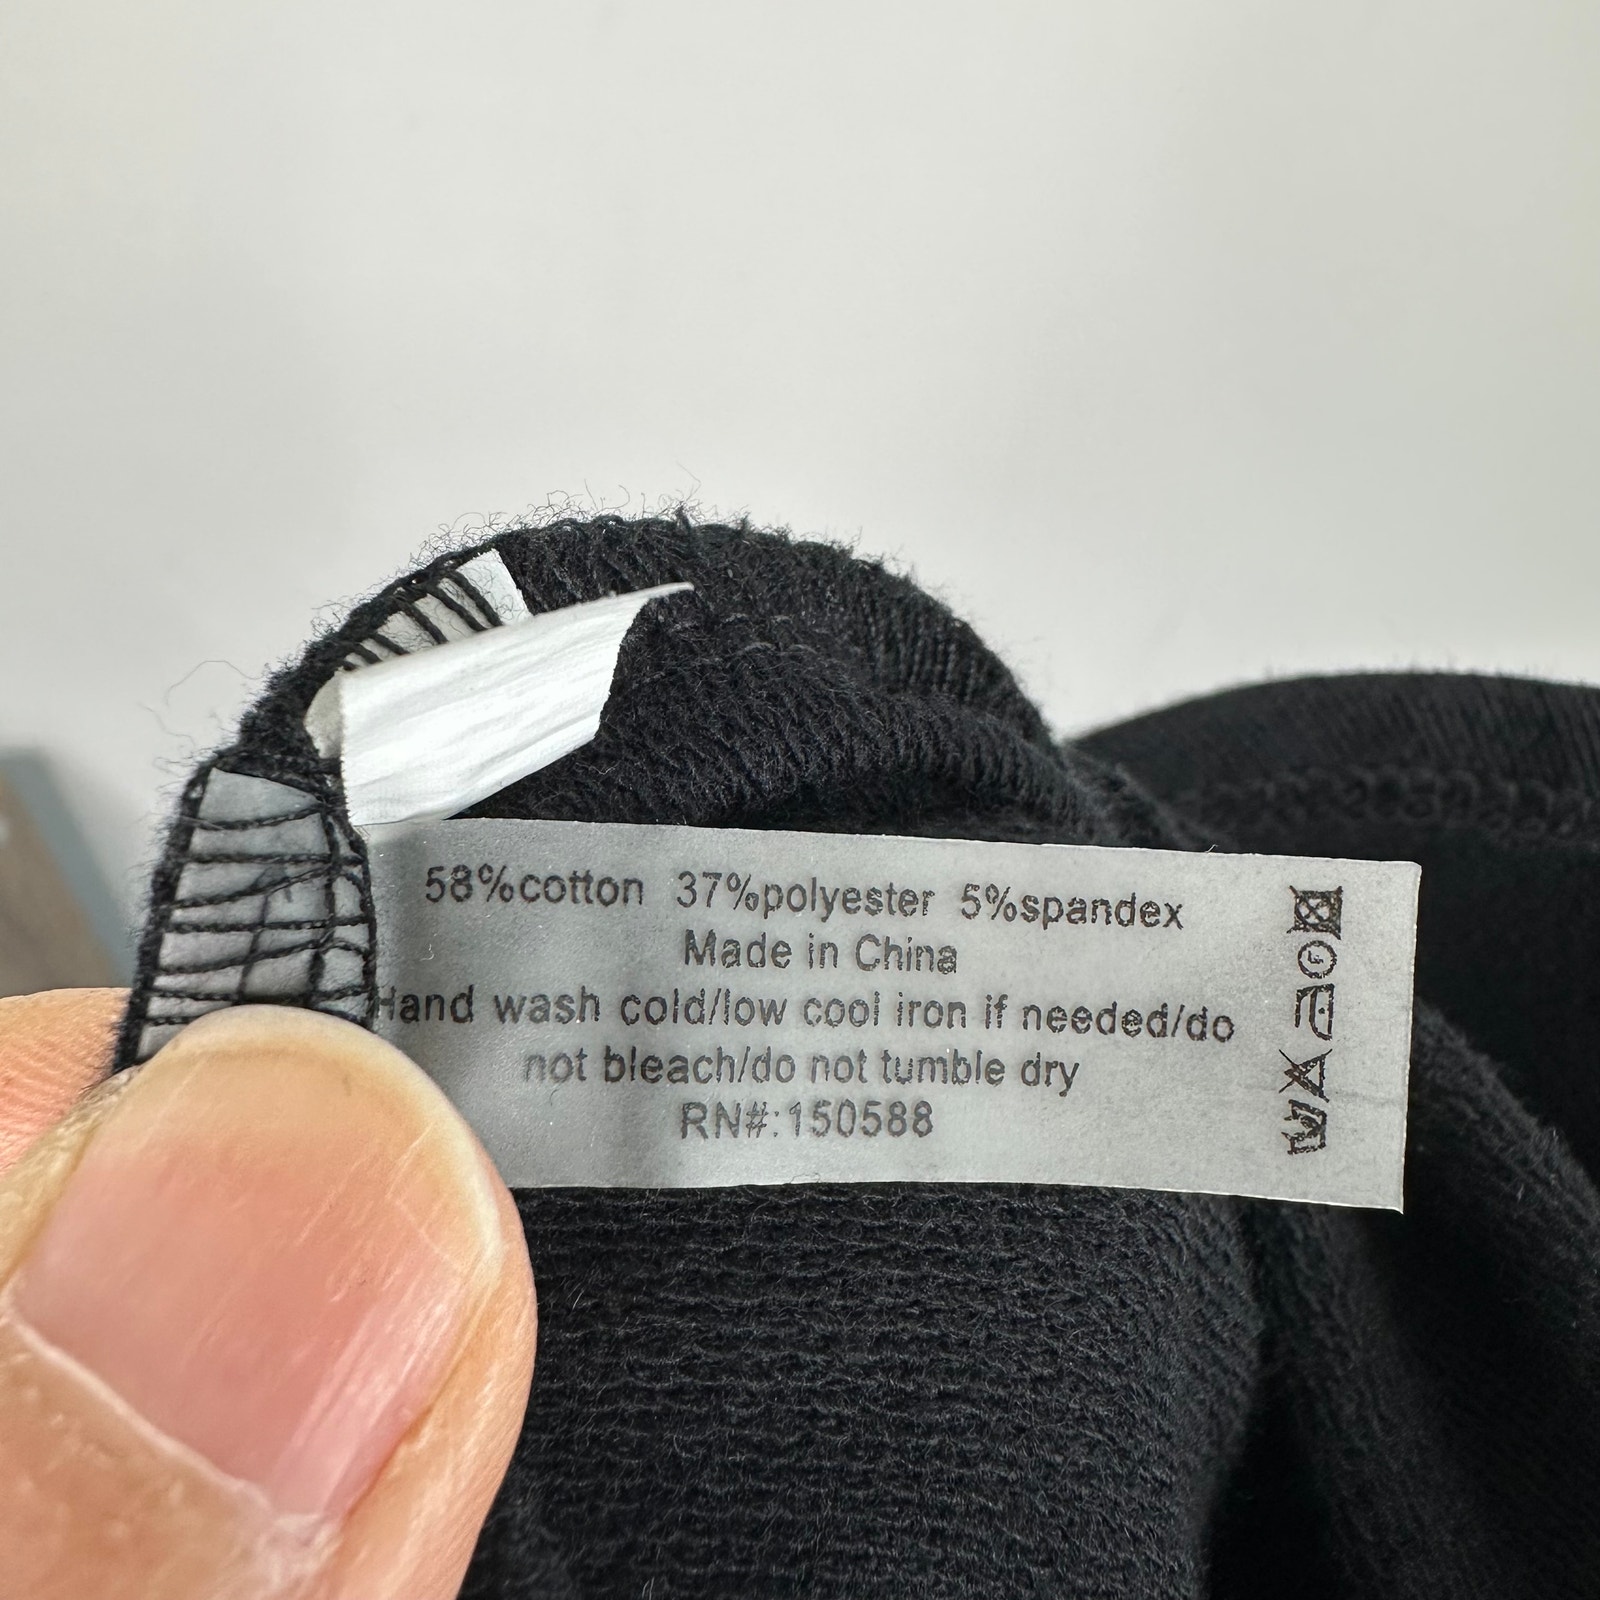 58%cotton 37%polyester 5%spandex
Made in China
Hand wash cold/low cool iron if needed/do
not bleach/do not tumble dry
RN#:150588